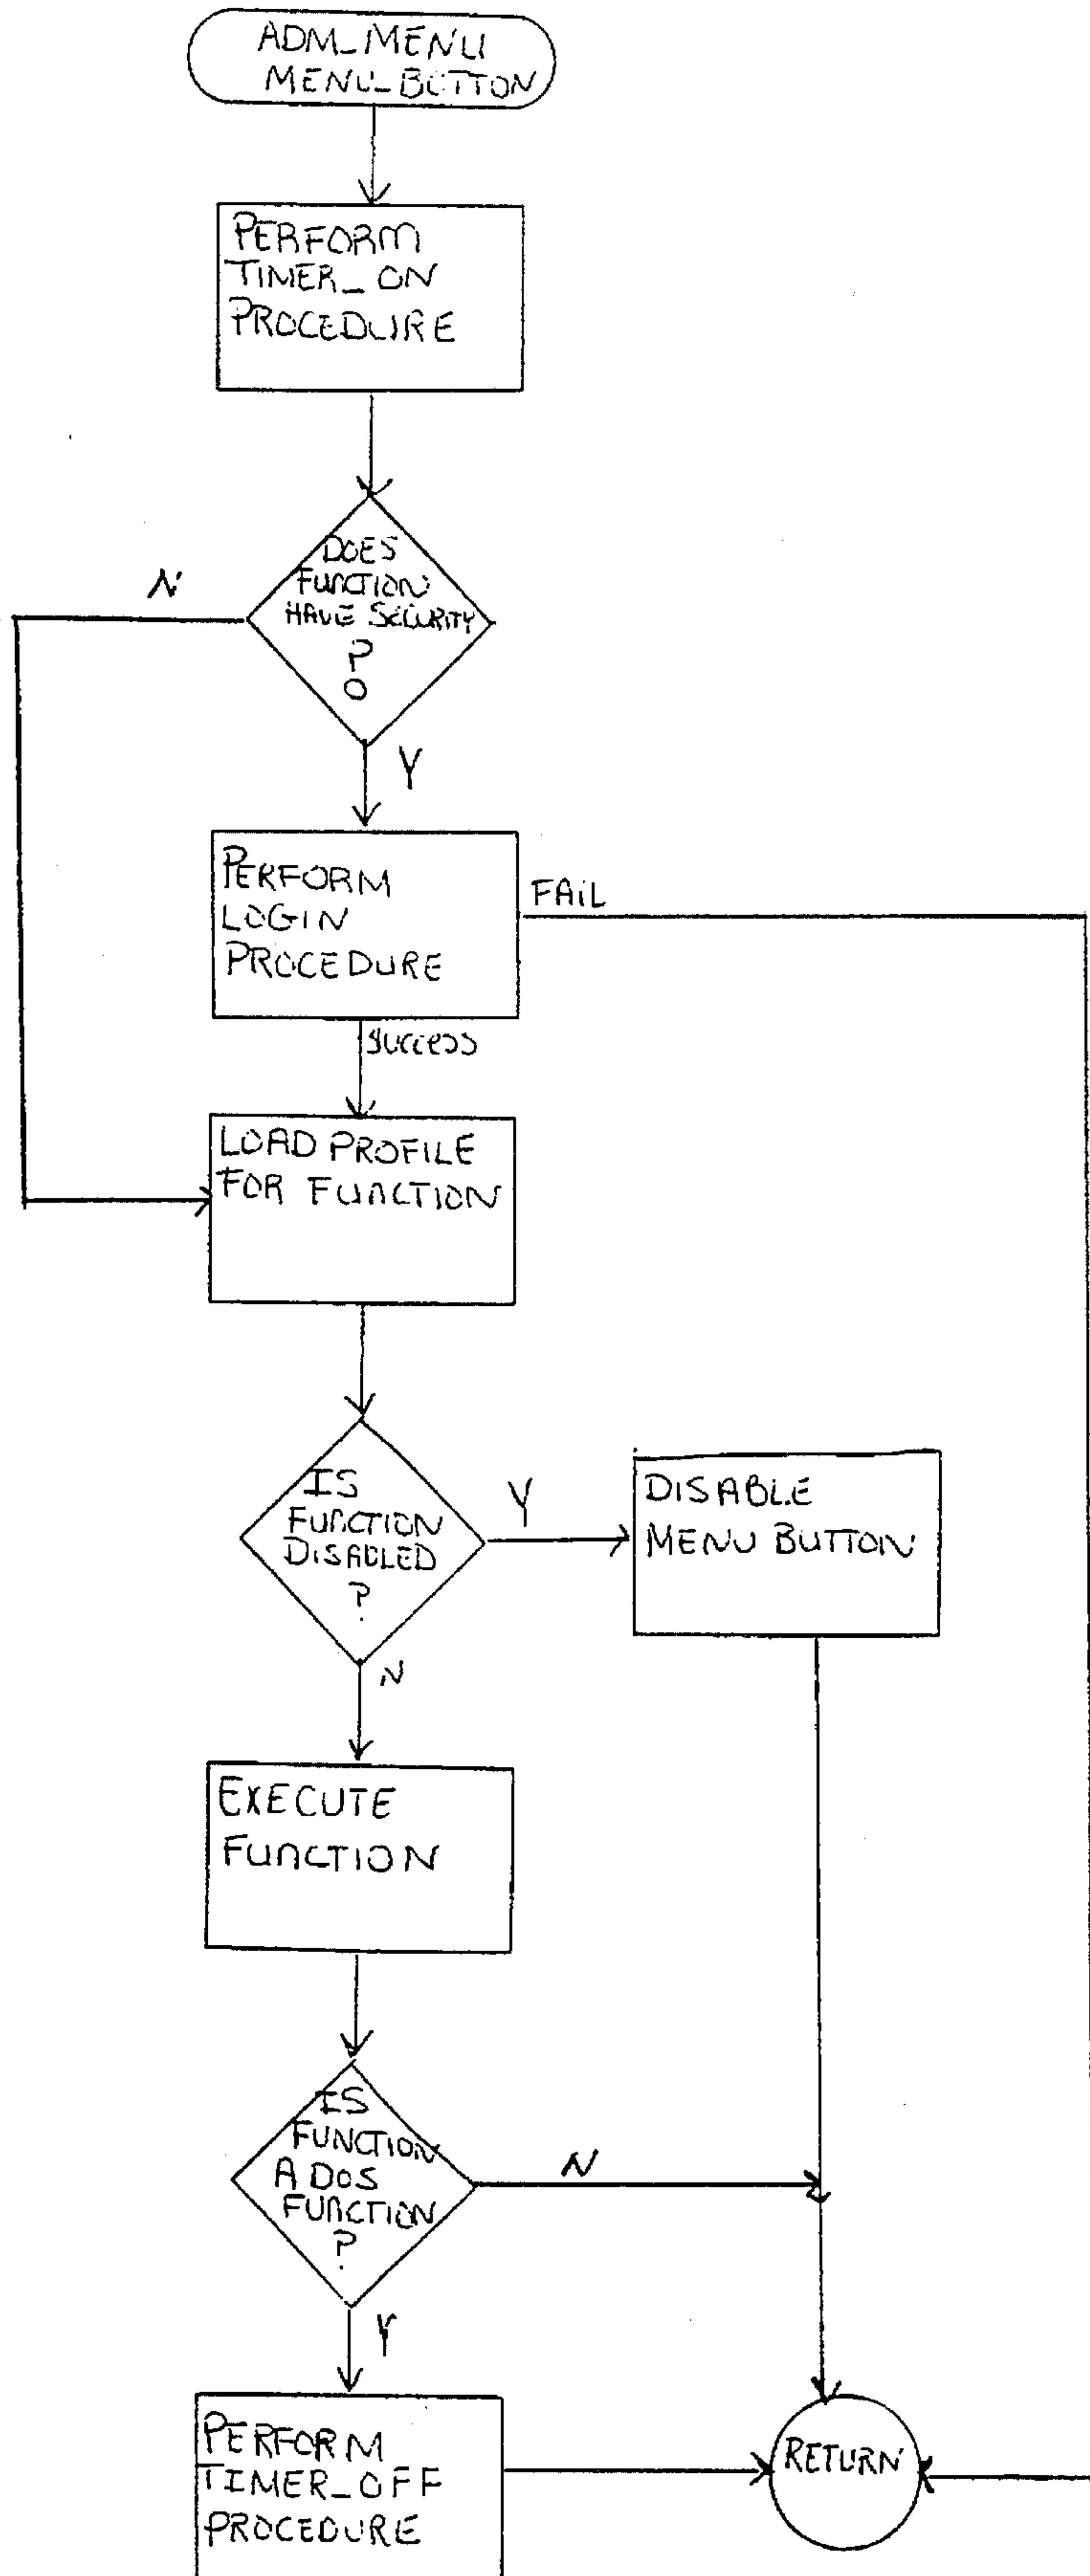 ADM_MENU
MENU_BUTTON
PERFORM
TIMER_ON
PROCEDURE
DOES
FUNCTION
HAVE SECURITY
?
N
Y
PERFORM
LOGIN
PROCEDURE
FAIL
SUCCESS
LOAD PROFILE
FOR FUNCTION
IS
FUNCTION
DISABLED
?
Y
DISABLE
MENU BUTTON
N
EXECUTE
FUNCTION
IS
FUNCTION
A DOS
FUNCTION
?
N
Y
PERFORM
TIMER_OFF
PROCEDURE
RETURN